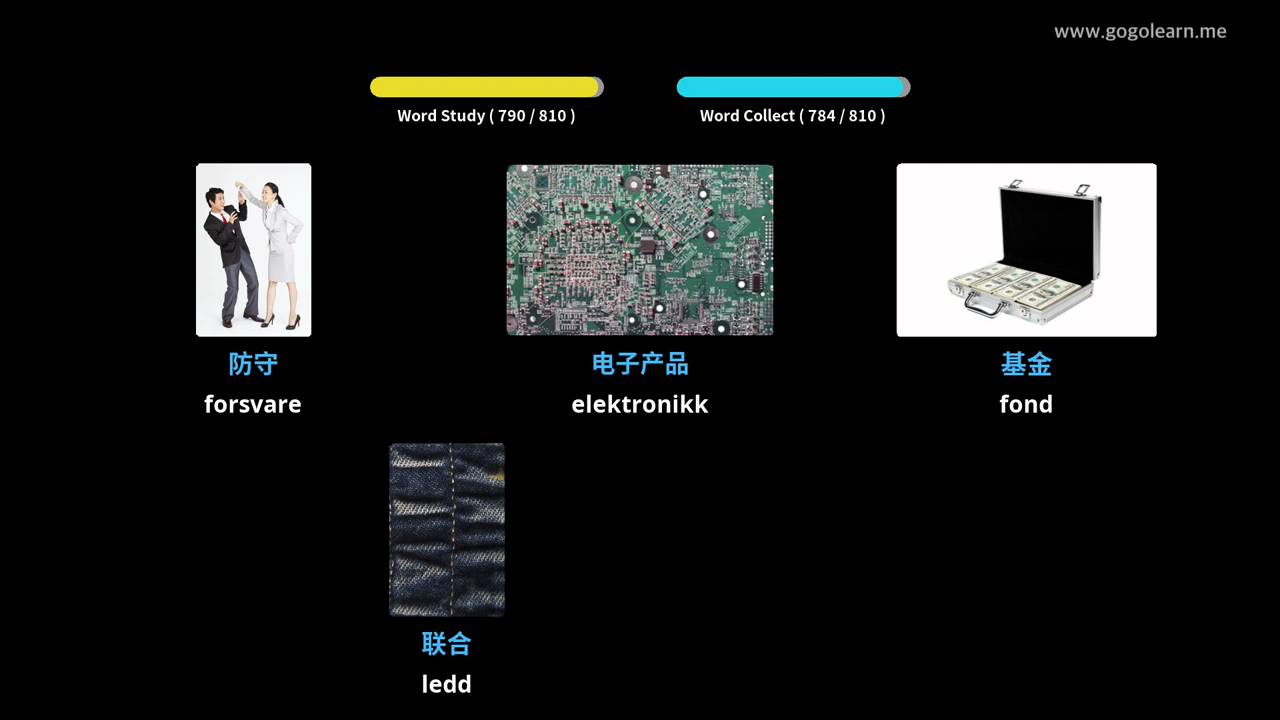 www.gogolearn.me
Word Study ( 790 / 810 )
Word Collect ( 784 / 810 )
防守
forsvare
电子产品
elektronikk
基金
fond
联合
ledd